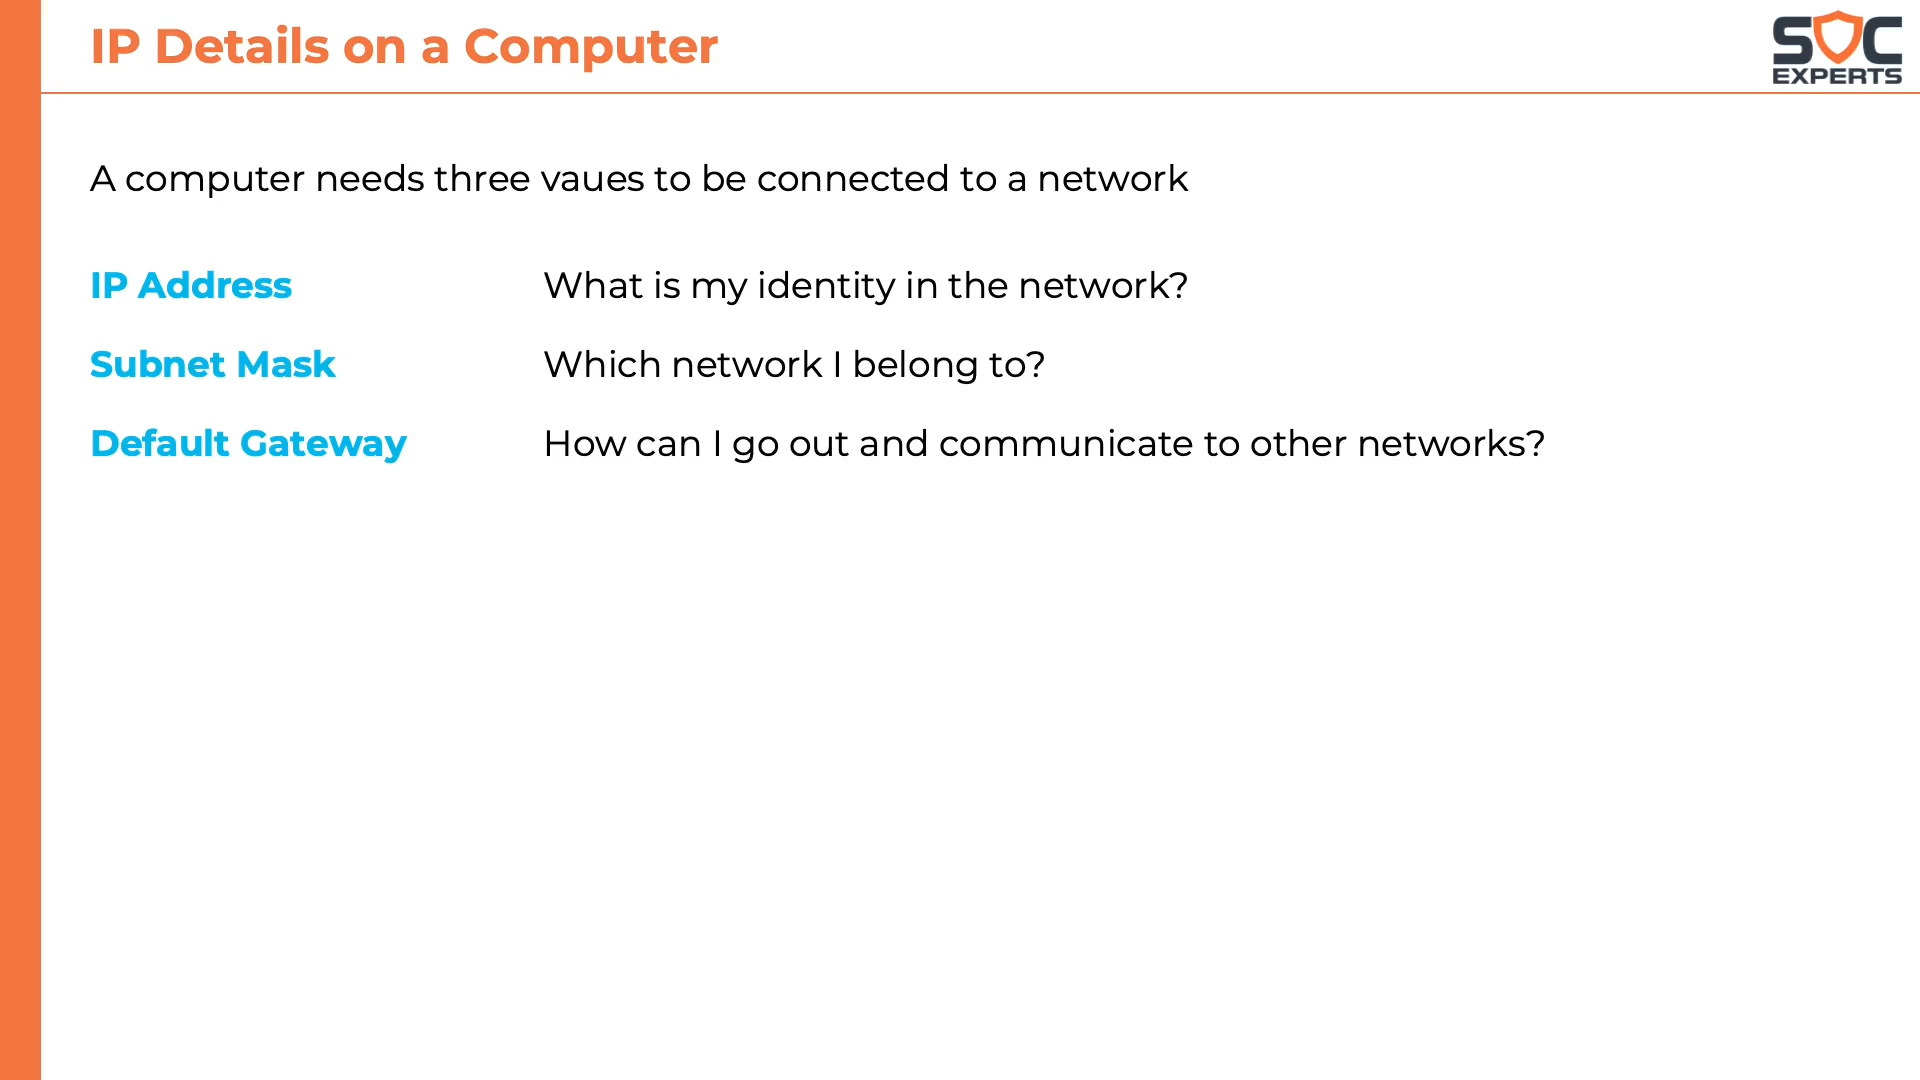 IP Details on a Computer
SOC
EXPERTS
A computer needs three vaues to be connected to a network
IP Address What is my identity in the network?
Subnet Mask Which network I belong to?
Default Gateway How can I go out and communicate to other networks?